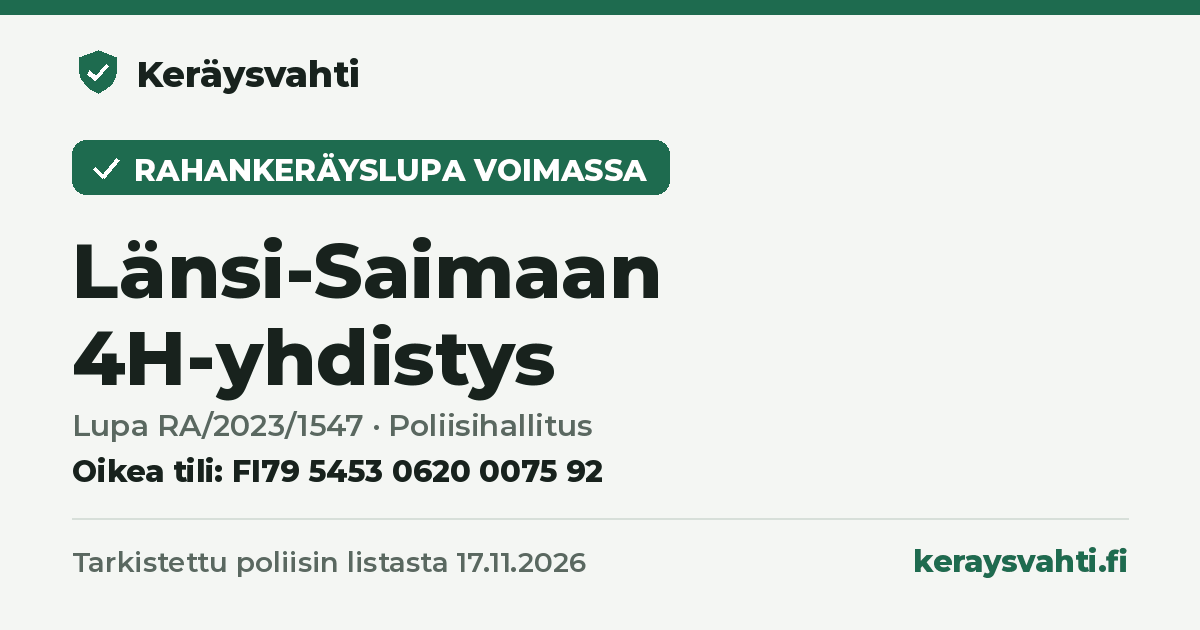 Keräysvahti
RAHANKERÄYSLUPA VOIMASSA
Länsi-Saimaan
4H-yhdistys
Lupa RA/2023/1547 · Poliisihallitus
Oikea tili: FI79 5453 0620 0075 92
Tarkistettu poliisin listasta 17.11.2026
keraysvahti.fi